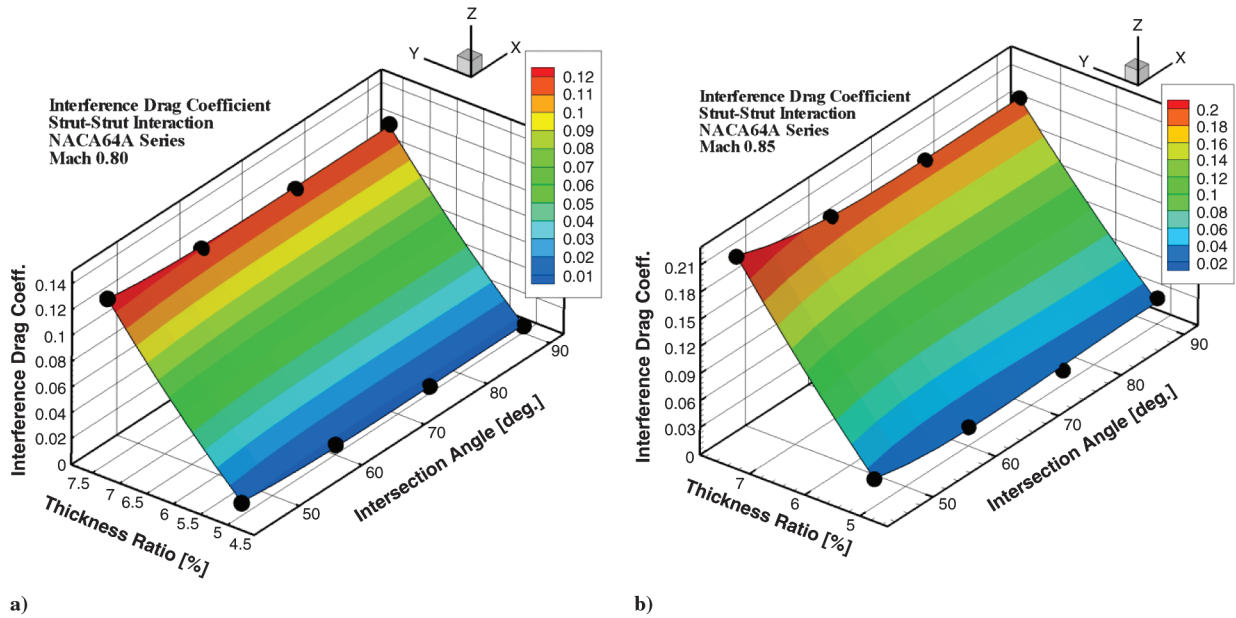 Z
Y
X
Interference Drag Coefficient
Strut-Strut Interaction
NACA64A Series
Mach 0.80
0.12
0.11
0.1
0.09
0.08
0.07
0.06
0.05
0.04
0.03
0.02
0.01
Interference Drag Coeff.
0.14
0.12
0.1
0.08
0.06
0.04
0.02
0
7.5
7
6.5
6
5.5
5
4.5
Thickness Ratio [%]
50
60
70
80
90
Intersection Angle [deg.]
a)
Z
Y
X
Interference Drag Coefficient
Strut-Strut Interaction
NACA64A Series
Mach 0.85
0.2
0.18
0.16
0.14
0.12
0.1
0.08
0.06
0.04
0.02
Interference Drag Coeff.
0.21
0.18
0.15
0.12
0.09
0.06
0.03
0
7
6
5
Thickness Ratio [%]
50
60
70
80
90
Intersection Angle [deg.]
b)